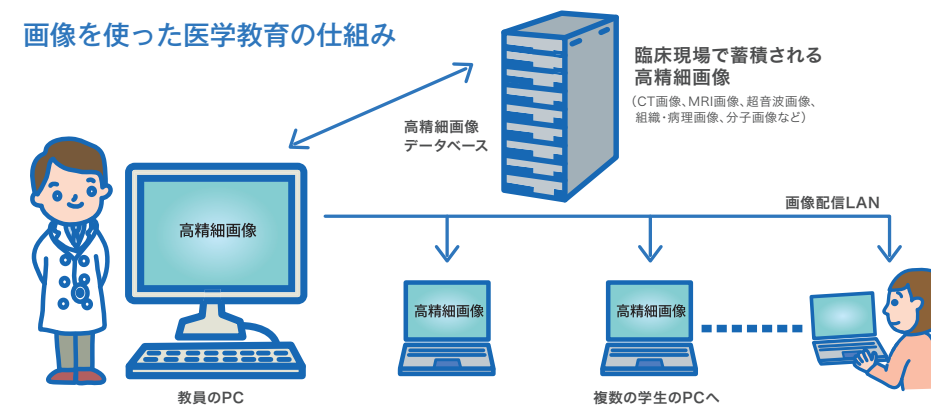 画像を使った医学教育の仕組み
臨床現場で蓄積される
高精細画像
（CT画像、MRI画像、超音波画像、
組織・病理画像、分子画像など）
高精細画像
データベース
画像配信LAN
高精細画像
高精細画像
高精細画像
教員のPC
複数の学生のPCへ